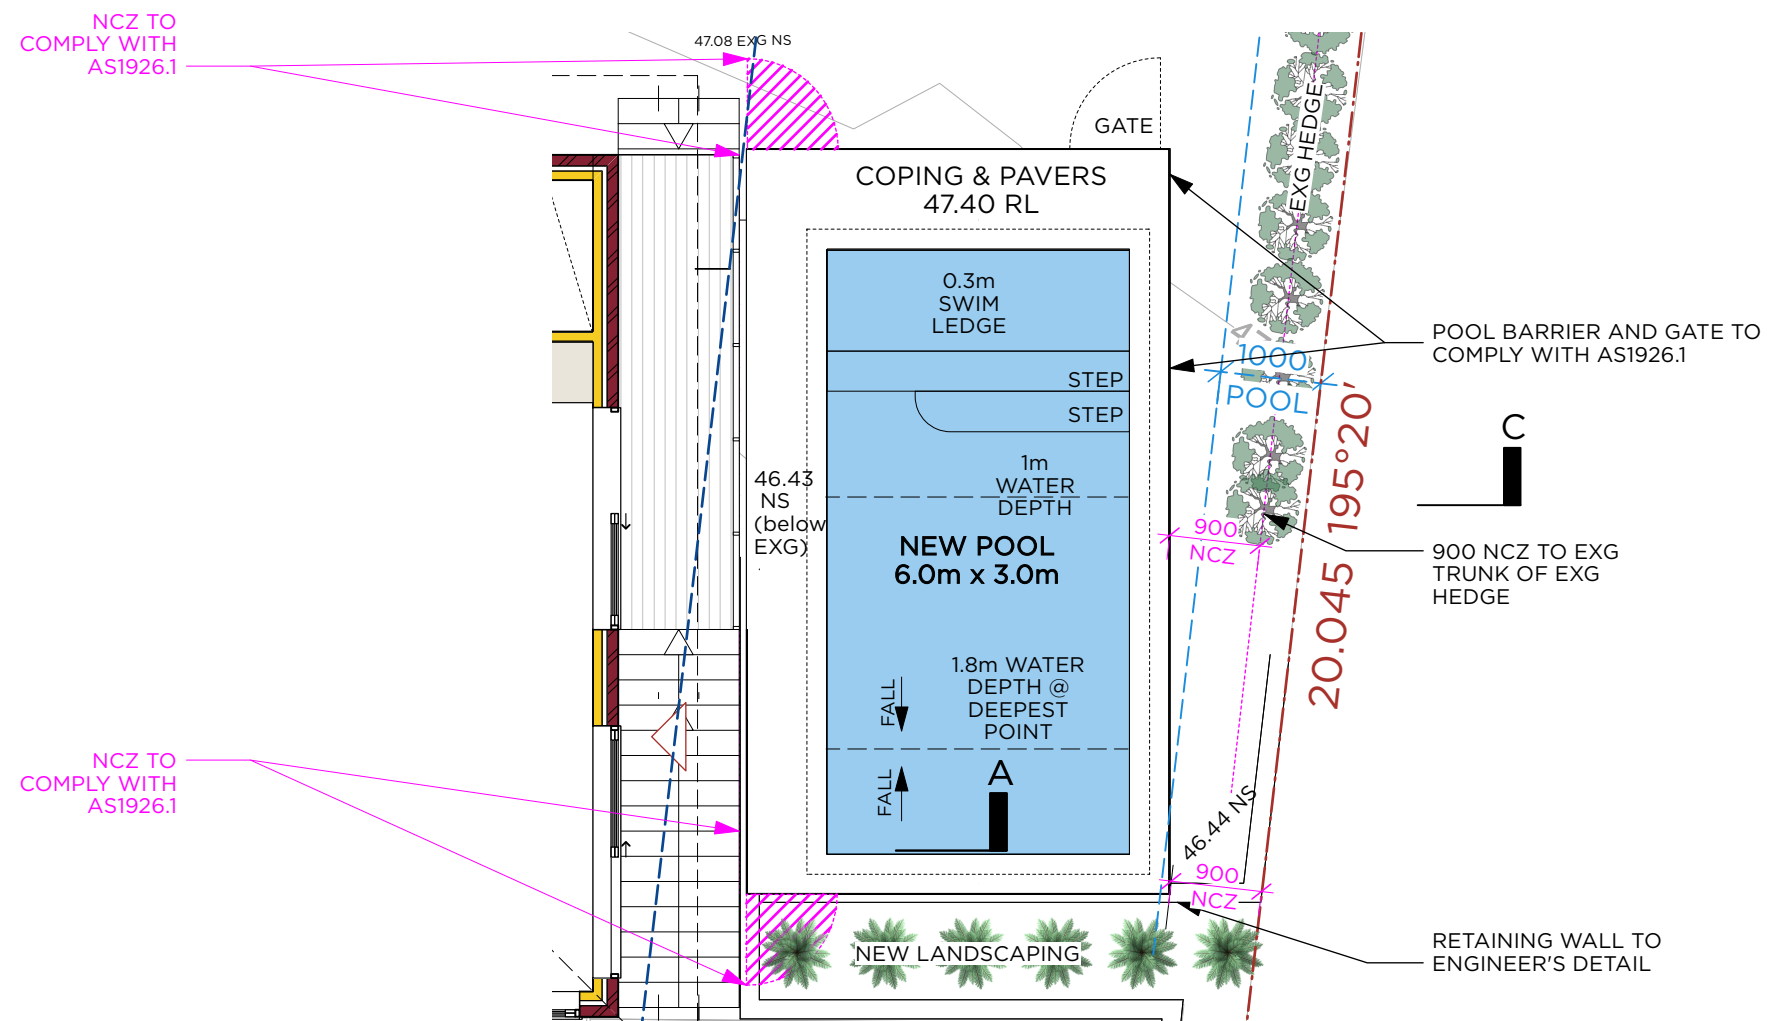 NCZ TO
COMPLY WITH
AS1926.1
47.08 EXG NS
GATE
EXG HEDGE
COPING & PAVERS
47.40 RL
0.3m
SWIM
LEDGE
STEP
STEP
1000
POOL
POOL BARRIER AND GATE TO
COMPLY WITH AS1926.1
20.045 195°20'
C
46.43
NS
(below
EXG)
1m
WATER
DEPTH
NEW POOL
6.0m x 3.0m
900
NCZ
900 NCZ TO EXG
TRUNK OF EXG
HEDGE
1.8m WATER
DEPTH @
DEEPEST
POINT
FALL
FALL
A
NCZ TO
COMPLY WITH
AS1926.1
46.44 NS
900
NCZ
NEW LANDSCAPING
RETAINING WALL TO
ENGINEER'S DETAIL